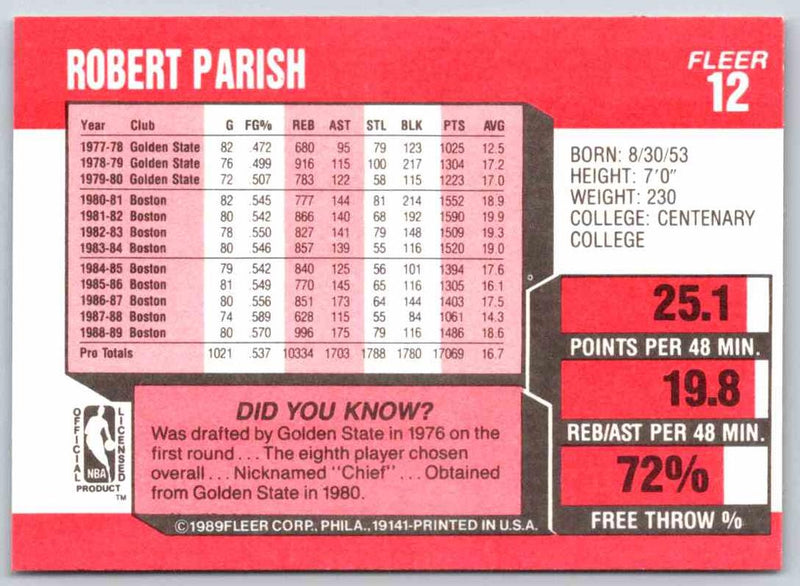 ROBERT PARISH
FLEER
12
Year Club G FG% REB AST STL BLK PTS AVG
1977-78 Golden State 82 .472 680 95 79 123 1025 12.5
1978-79 Golden State 76 .499 916 115 100 217 1304 17.2
1979-80 Golden State 72 .507 783 122 58 115 1223 17.0
1980-81 Boston 82 .545 777 144 81 214 1552 18.9
1981-82 Boston 80 .542 866 140 68 192 1590 19.9
1982-83 Boston 78 .550 827 141 79 148 1509 19.3
1983-84 Boston 80 .546 857 139 55 116 1520 19.0
1984-85 Boston 79 .542 840 125 56 101 1394 17.6
1985-86 Boston 81 .549 770 145 65 116 1305 16.1
1986-87 Boston 80 .556 851 173 64 144 1403 17.5
1987-88 Boston 74 .589 628 115 55 84 1061 14.3
1988-89 Boston 80 .570 996 175 79 116 1486 18.6
Pro Totals 1021 .537 10334 1703 1788 1780 17069 16.7
BORN: 8/30/53
HEIGHT: 7'0"
WEIGHT: 230
COLLEGE: CENTENARY
COLLEGE
25.1
POINTS PER 48 MIN.
19.8
REB/AST PER 48 MIN.
72%
FREE THROW %
DID YOU KNOW?
Was drafted by Golden State in 1976 on the
first round . . . The eighth player chosen
overall . . . Nicknamed "Chief" . . . Obtained
from Golden State in 1980.
OFFICIAL
LICENSED
NBA
PRODUCT
TM
©1989 FLEER CORP., PHILA., 19141-PRINTED IN U.S.A.